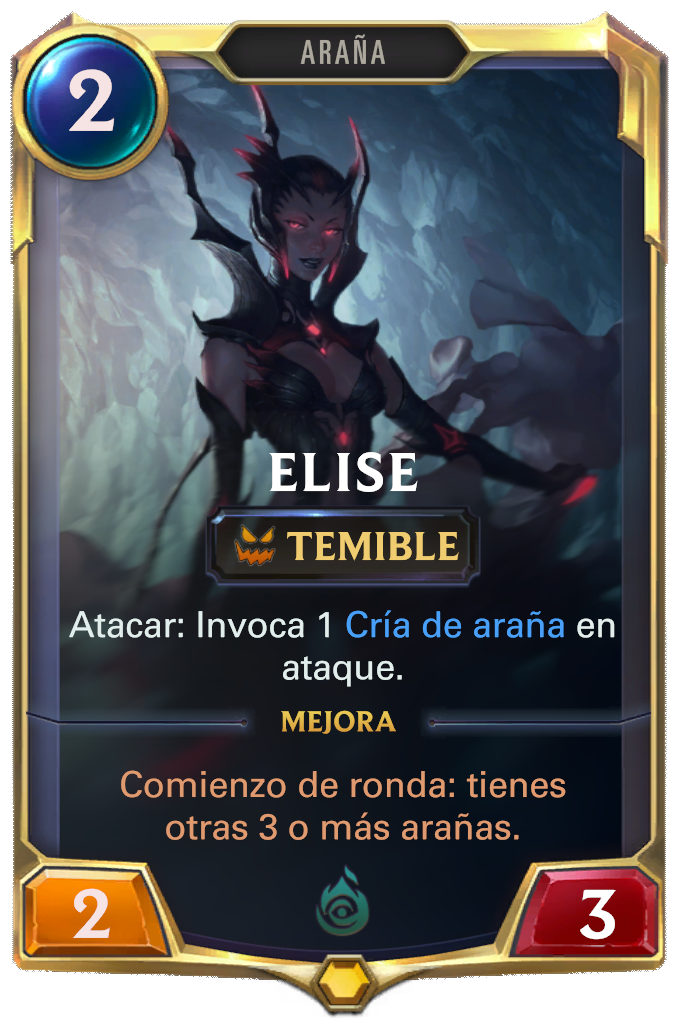 ARAÑA
2
ELISE
TEMIBLE
Atacar: Invoca 1 Cría de araña en
ataque.
MEJORA
Comienzo de ronda: tienes
otras 3 o más arañas.
2
3